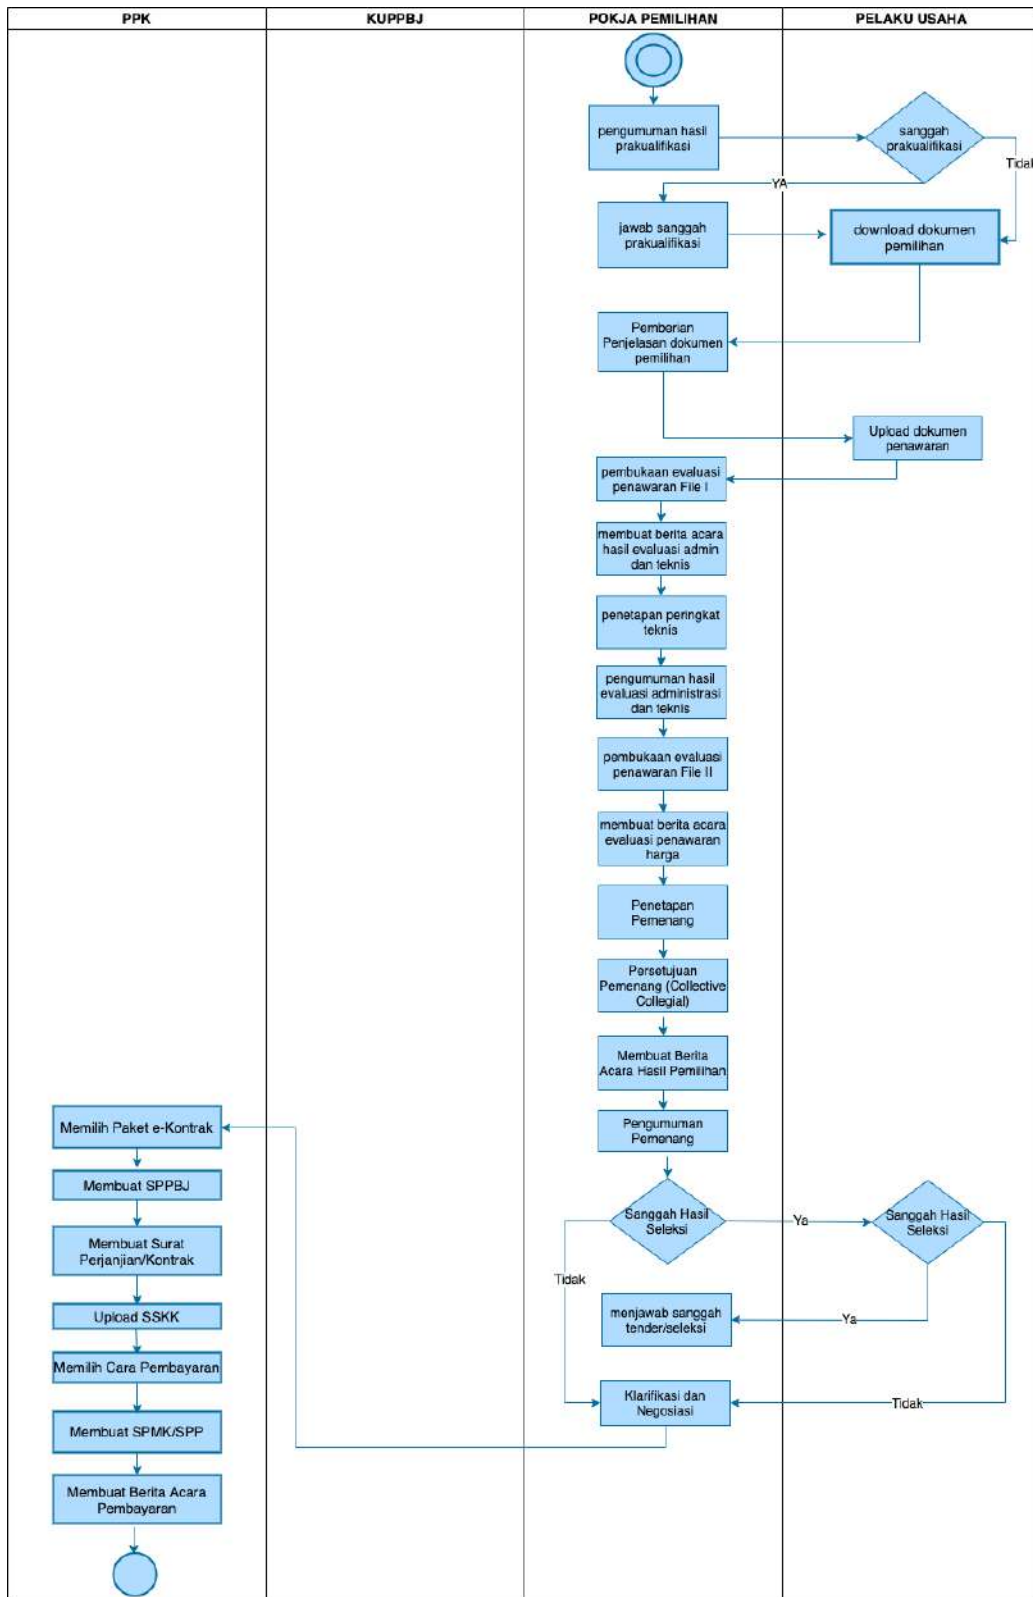 PPK
KUPPBJ
POKJA PEMILIHAN
PELAKU USAHA
pengumuman hasil
prakualifikasi
sanggah
prakualifikasi
Tidak
YA
jawab sanggah
prakualifikasi
download dokumen
pemilihan
Pemberian
Penjelasan dokumen
pemilihan
Upload dokumen
penawaran
pembukaan evaluasi
penawaran File I
membuat berita acara
hasil evaluasi admin
dan teknis
penetapan peringkat
teknis
pengumuman hasil
evaluasi administrasi
dan teknis
pembukaan evaluasi
penawaran File II
membuat berita acara
evaluasi penawaran
harga
Penetapan
Pemenang
Persetujuan
Pemenang (Collective
Collegial)
Membuat Berita
Acara Hasil Pemilihan
Pengumuman
Pemenang
Sanggah Hasil
Seleksi
Ya
Sanggah Hasil
Seleksi
Tidak
menjawab sanggah
tender/seleksi
Ya
Klarifikasi dan
Negosiasi
Tidak
Memilih Paket e-Kontrak
Membuat SPPBJ
Membuat Surat
Perjanjian/Kontrak
Upload SSKK
Memilih Cara Pembayaran
Membuat SPMK/SPP
Membuat Berita Acara
Pembayaran